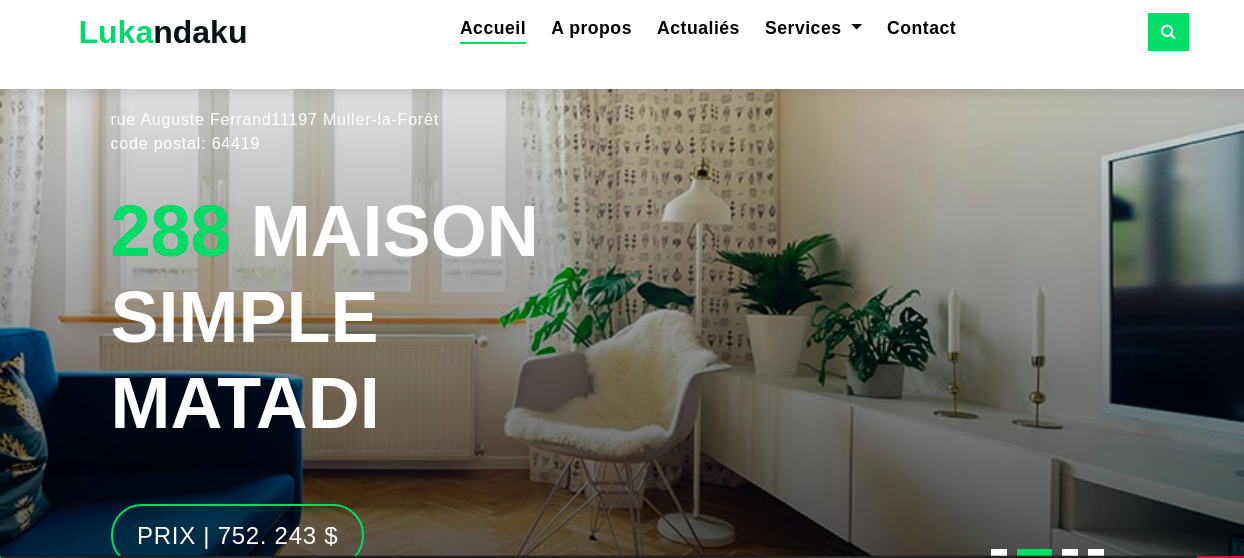 Lukandaku
Accueil A propos Actualiés Services Contact
rue Auguste Ferrand11197 Muller-la-Forêt
code postal: 64419
288 MAISON
SIMPLE
MATADI
PRIX | 752. 243 $